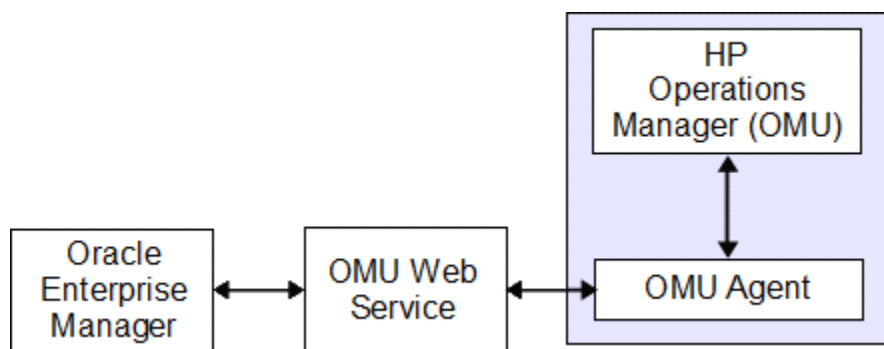 HP
Operations
Manager (OMU)
Oracle
Enterprise
Manager
OMU Web
Service
OMU Agent